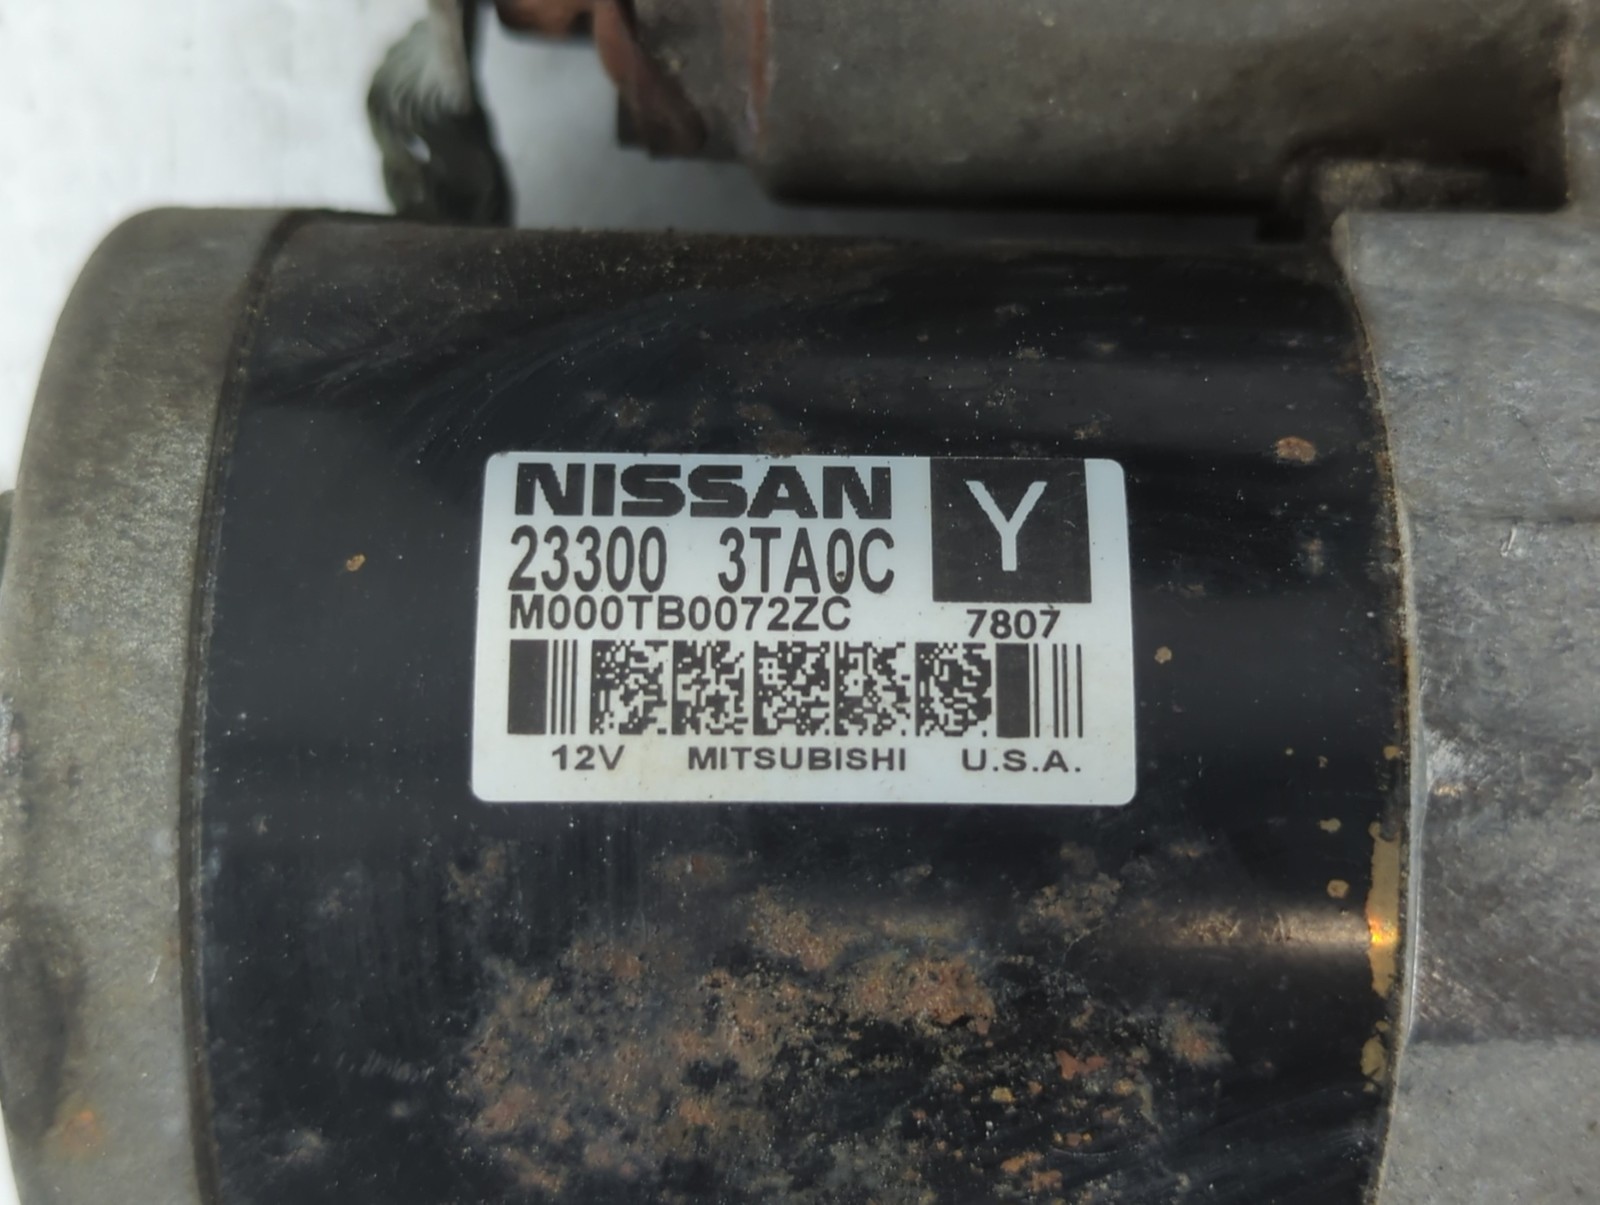 NISSAN Y
23300 3TA0C
M000TB0072ZC 7807
12V MITSUBISHI U.S.A.